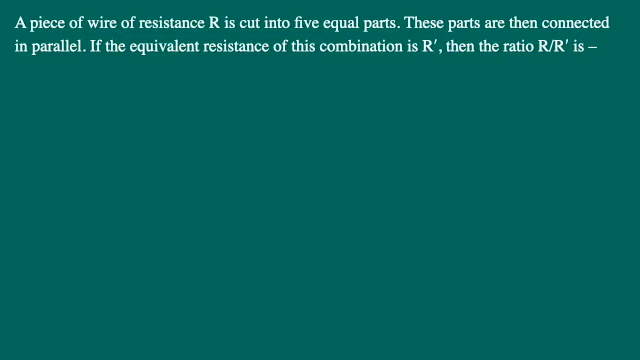 A piece of wire of resistance R is cut into five equal parts. These parts are then connected
in parallel. If the equivalent resistance of this combination is R′, then the ratio R/R′ is –